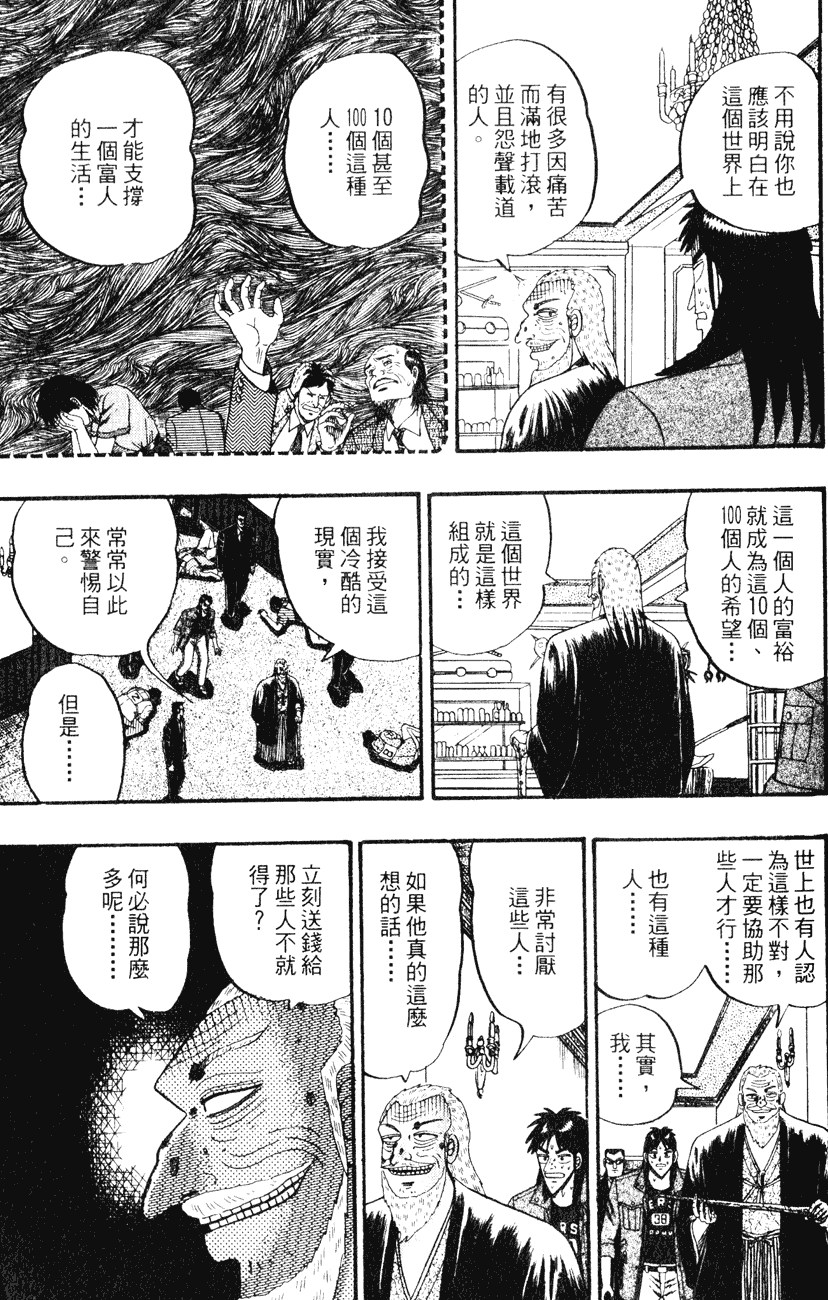 不用說你也
應該明白在
這個世界上
有很多因痛苦
而滿地打滾，
並且怨聲載道
的人。
10個甚至
100個這種
人……
才能支撐
一個富人
的生活…
這一個人的富裕
就成為這10個、
100個人的希望…
這個世界
就是這樣
組成的…
我接受這
個冷酷的
現實，
常常以此
來警惕自
己。
但是……
世上也有人認
為這樣不對，
一定要協助那
些人才行……
也有這種
人……
其實，
我……
非常討厭
這些人…
如果他真的這麼
想的話……
立刻送錢給
那些人不就
得了？
何必說那麼
多呢………
38